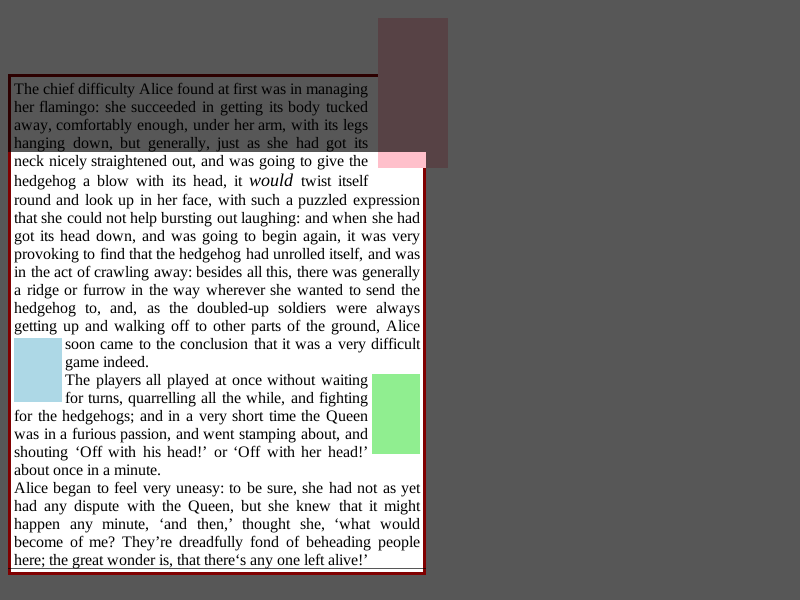 The chief difficulty Alice found at first was in managing
her flamingo: she succeeded in getting its body tucked
away, comfortably enough, under her arm, with its legs
hanging down, but generally, just as she had got its
neck nicely straightened out, and was going to give the
hedgehog a blow with its head, it would twist itself
round and look up in her face, with such a puzzled expression
that she could not help bursting out laughing: and when she had
got its head down, and was going to begin again, it was very
provoking to find that the hedgehog had unrolled itself, and was
in the act of crawling away: besides all this, there was generally
a ridge or furrow in the way wherever she wanted to send the
hedgehog to, and, as the doubled-up soldiers were always
getting up and walking off to other parts of the ground, Alice
soon came to the conclusion that it was a very difficult
game indeed.
The players all played at once without waiting
for turns, quarrelling all the while, and fighting
for the hedgehogs; and in a very short time the Queen
was in a furious passion, and went stamping about, and
shouting ‘Off with his head!’ or ‘Off with her head!’
about once in a minute.
Alice began to feel very uneasy: to be sure, she had not as yet
had any dispute with the Queen, but she knew that it might
happen any minute, ‘and then,’ thought she, ‘what would
become of me? They’re dreadfully fond of beheading people
here; the great wonder is, that there‘s any one left alive!’